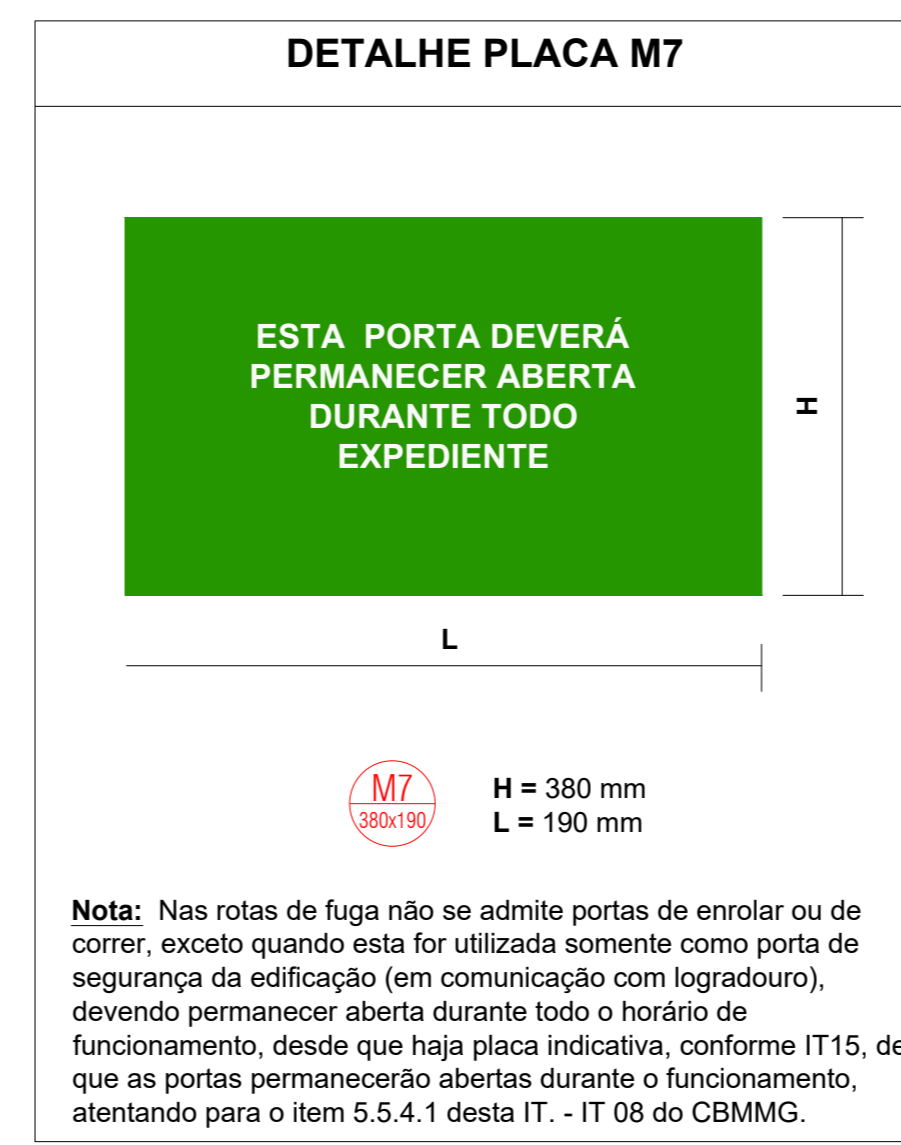 DETALHE PLACA M7
ESTA PORTA DEVERÁ
PERMANECER ABERTA
DURANTE TODO
EXPEDIENTE
H
L
M7
380x190
H = 380 mm
L = 190 mm
Nota: Nas rotas de fuga não se admite portas de enrolar ou de
correr, exceto quando esta for utilizada somente como porta de
segurança da edificação (em comunicação com logradouro),
devendo permanecer aberta durante todo o horário de
funcionamento, desde que haja placa indicativa, conforme IT15, de
que as portas permanecerão abertas durante o funcionamento,
atentando para o item 5.5.4.1 desta IT. - IT 08 do CBMMG.